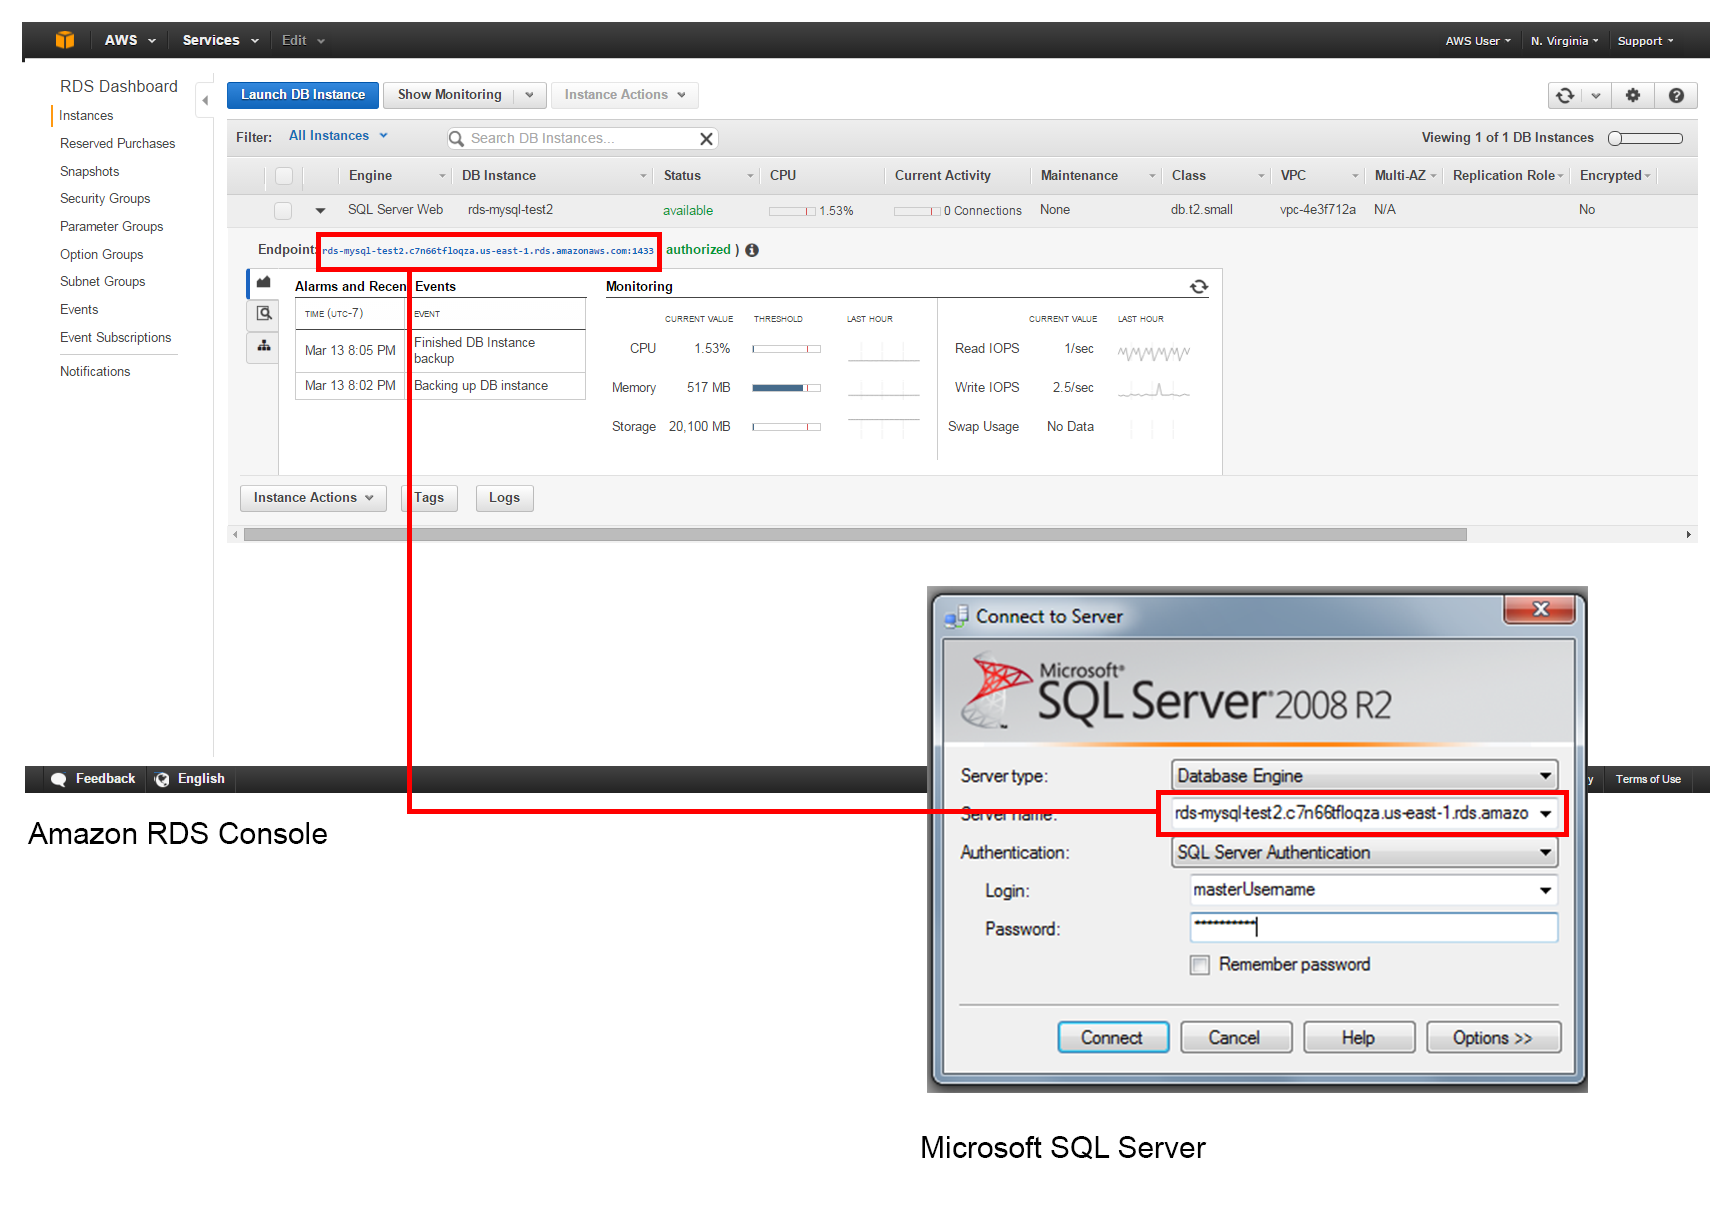 AWS Services Edit AWS User N. Virginia Support
RDS Dashboard
Instances
Reserved Purchases
Snapshots
Security Groups
Parameter Groups
Option Groups
Subnet Groups
Events
Event Subscriptions
Notifications
Launch DB Instance Show Monitoring Instance Actions
Filter: All Instances Search DB Instances... Viewing 1 of 1 DB Instances
Engine DB Instance Status CPU Current Activity Maintenance Class VPC Multi-AZ Replication Role Encrypted
SQL Server Web rds-mysql-test2 available 1.53% 0 Connections None db.t2.small vpc-4e3f712a N/A No
Endpoint: rds-mysql-test2.c7n66tfloqza.us-east-1.rds.amazonaws.com:1433 authorized )
Alarms and Recen Events
TIME (UTC-7) EVENT
Mar 13 8:05 PM Finished DB Instance
backup
Mar 13 8:02 PM Backing up DB instance
Monitoring
CURRENT VALUE THRESHOLD LAST HOUR CURRENT VALUE LAST HOUR
CPU 1.53% Read IOPS 1/sec
Memory 517 MB Write IOPS 2.5/sec
Storage 20,100 MB Swap Usage No Data
Instance Actions Tags Logs
Feedback English y Terms of Use
Amazon RDS Console
Connect to Server
Microsoft®
SQL Server® 2008 R2
Server type: Database Engine
Server name: rds-mysql-test2.c7n66tfloqza.us-east-1.rds.amazo
Authentication: SQL Server Authentication
Login: masterUsername
Password: **********
Remember password
Connect Cancel Help Options >>
Microsoft SQL Server